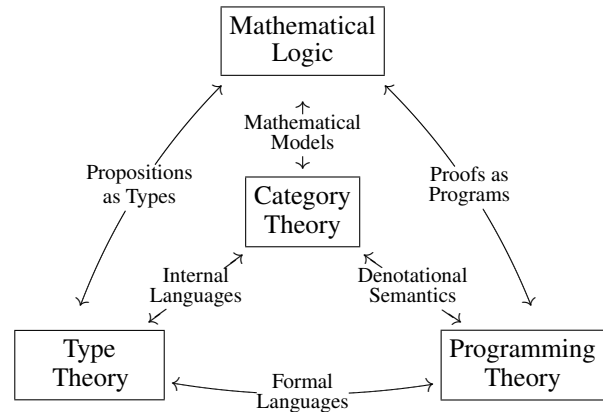 Mathematical
Logic
Mathematical
Models
Propositions
as Types
Proofs as
Programs
Category
Theory
Internal
Languages
Denotational
Semantics
Type
Theory
Programming
Theory
Formal
Languages